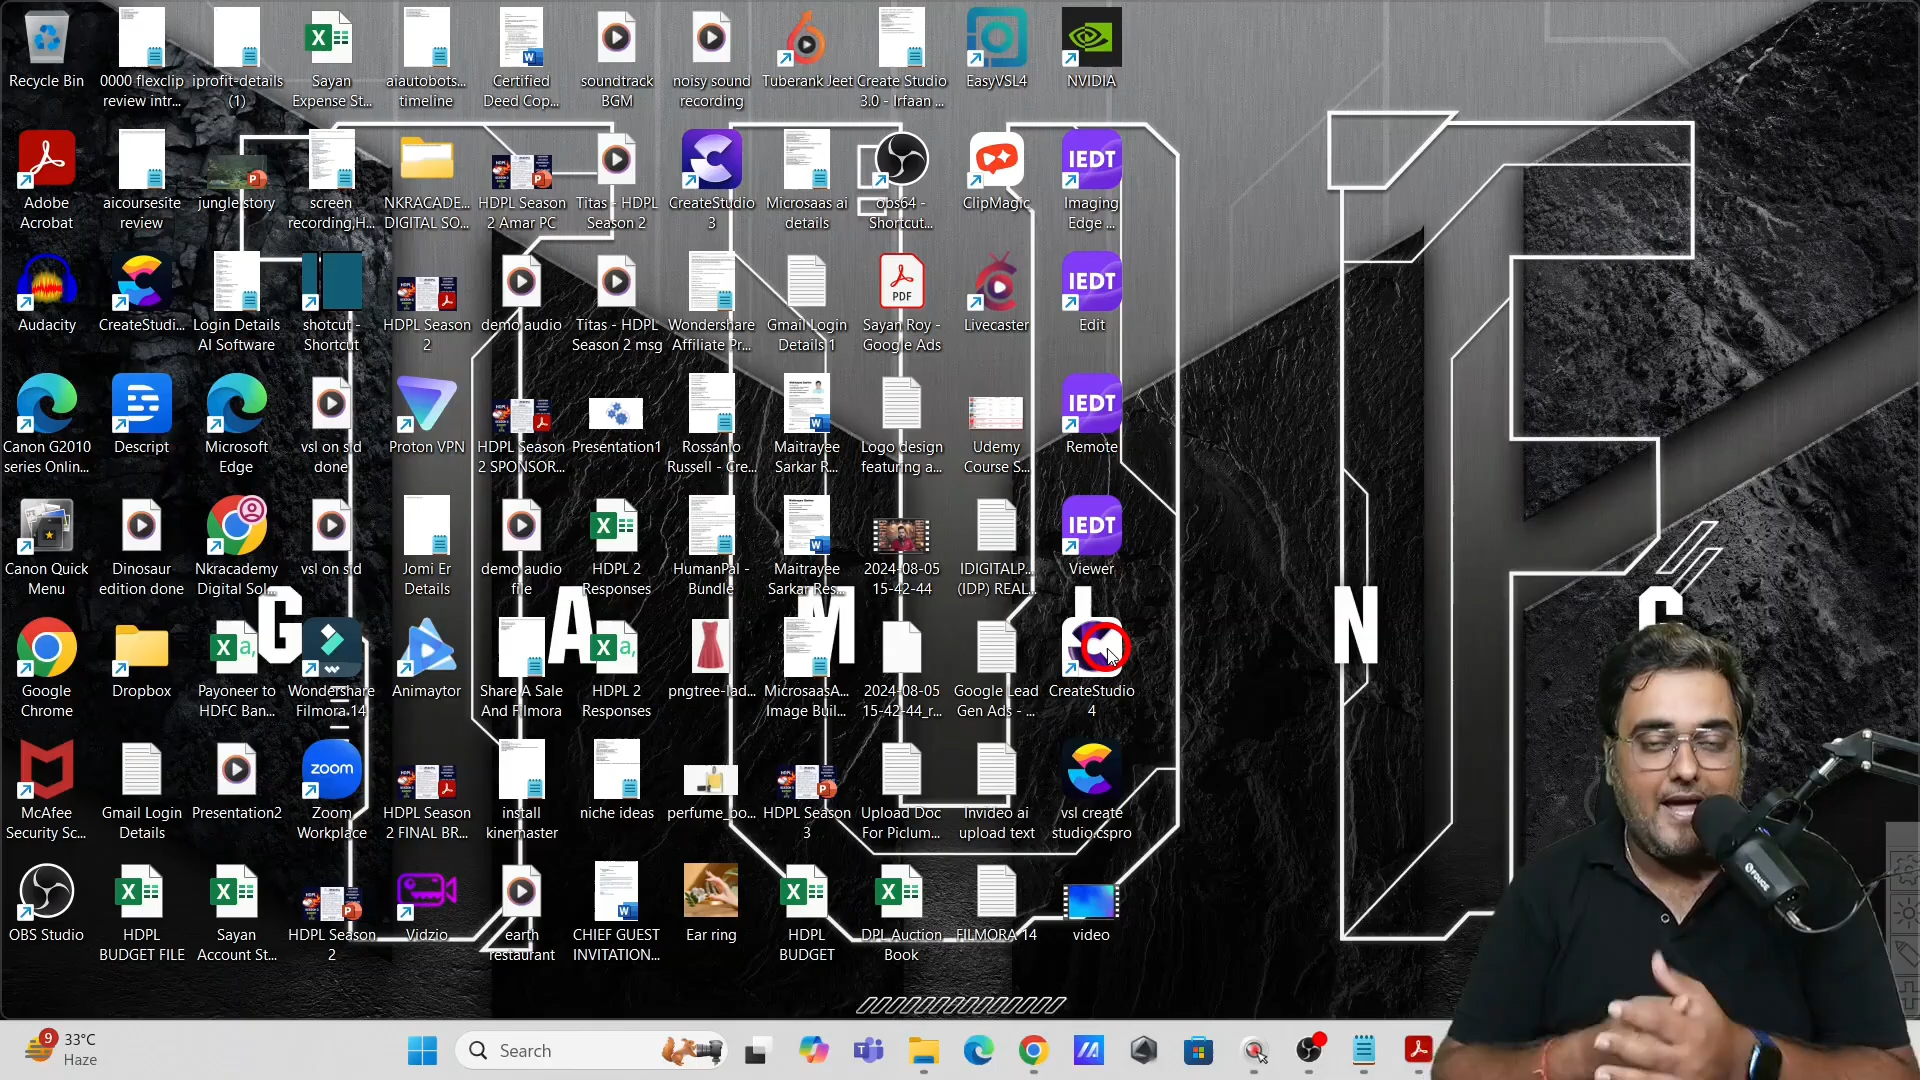 Recycle Bin
0000 flexclip
review intr...
iprofit-details
(1)
Sayan
Expense St...
aiautobots...
timeline
Certified
Deed Cop...
soundtrack
BGM
noisy sound
recording
Tuberank Jeet
Create Studio
3.0 - Irfaan ...
EasyVSL4
NVIDIA
Adobe
Acrobat
aicoursesite
review
jungle story
screen
recording,H...
NKRACADE...
DIGITAL SO...
HDPL Season
2 Amar PC
Titas - HDPL
Season 2
CreateStudio
3
Microsaas ai
details
obs64 -
Shortcut...
ClipMagic
IEDT
Imaging
Edge ...
Audacity
CreateStudi...
Login Details
AI Software
shotcut -
Shortcut
HDPL Season
2
demo audio
Titas - HDPL
Season 2 msg
Wondershare
Affiliate Pr...
Gmail Login
Details 1
PDF
Sayan Roy -
Google Ads
Livecaster
IEDT
Edit
Canon G2010
series Onlin...
Descript
Microsoft
Edge
vsl on sld
done
Proton VPN
HDPL Season
2 SPONSOR...
Presentation1
Rossanio
Russell - Cre...
Maitrayee
Sarkar R...
Logo design
featuring a...
Udemy
Course S...
IEDT
Remote
Canon Quick
Menu
Dinosaur
edition done
Nkracademy
Digital Sol...
vsl on sld
Jomi Er
Details
demo audio
file
HDPL 2
Responses
HumanPal -
Bundle
Maitrayee
Sarkar Res...
2024-08-05
15-42-44
IDIGITALP...
(IDP) REAL...
IEDT
Viewer
G A M I N G
Google
Chrome
Dropbox
Payoneer to
HDFC Ban...
Wondershare
Filmora 14
Animaytor
Share A Sale
And Filmora
HDPL 2
Responses
pngtree-lad...
MicrosaasA...
Image Buil...
2024-08-05
15-42-44_r...
Google Lead
Gen Ads - ...
CreateStudio
4
McAfee
Security Sc...
Gmail Login
Details
Presentation2
zoom
Zoom
Workplace
HDPL Season
2 FINAL BR...
install
kinemaster
niche ideas
perfume_bo...
HDPL Season
3
Upload Doc
For Piclum...
Invideo ai
upload text
vsl create
studio.cspro
OBS Studio
HDPL
BUDGET FILE
Sayan
Account St...
HDPL Season
2
Vidzio
earth
restaurant
CHIEF GUEST
INVITATION...
Ear ring
HDPL
BUDGET
DPL Auction
Book
FILMORA 14
video
9
33°C
Haze
Search